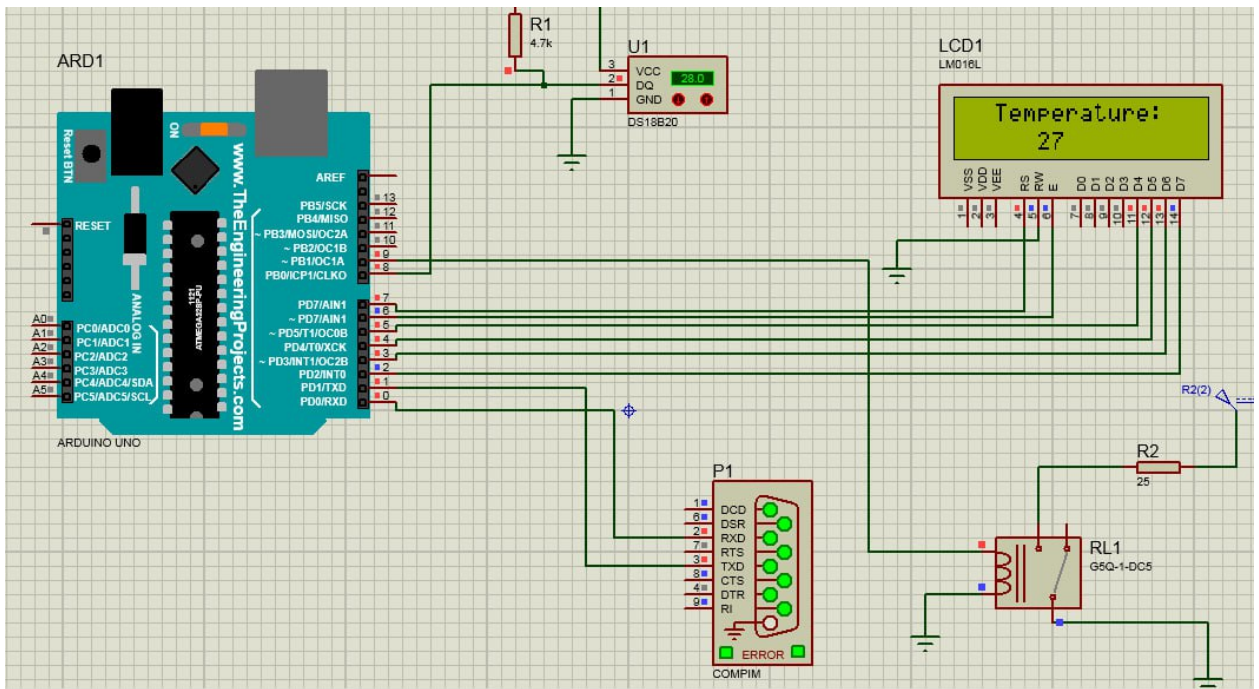 R1
4.7k
U1
3
2
1
VCC
DQ
GND
28.0
DS18B20
LCD1
LM016L
Temperature:
27
VSS
VDD
VEE
RS
RW
E
D0
D1
D2
D3
D4
D5
D6
D7
1
2
3
4
5
6
7
8
9
10
11
12
13
14
ARD1
Reset BTN
ON
www.TheEngineeringProjects.com
AREF
PB5/SCK
13
PB4/MISO
12
~ PB3/MOSI/OC2A
11
~ PB2/OC1B
10
~ PB1/OC1A
9
PB0/ICP1/CLKO
8
RESET
ANALOG IN
1121
ATMEGA328P-PU
PD7/AIN1
7
~ PD7/AIN1
6
~ PD5/T1/OC0B
5
PD4/T0/XCK
4
~ PD3/INT1/OC2B
3
PD2/INT0
2
PD1/TXD
1
PD0/RXD
0
A0
PC0/ADC0
A1
PC1/ADC1
A2
PC2/ADC2
A3
PC3/ADC3
A4
PC4/ADC4/SDA
A5
PC5/ADC5/SCL
ARDUINO UNO
R2(2)
R2
25
P1
1
DCD
6
DSR
2
RXD
7
RTS
3
TXD
8
CTS
4
DTR
9
RI
ERROR
COMPIM
RL1
G5Q-1-DC5